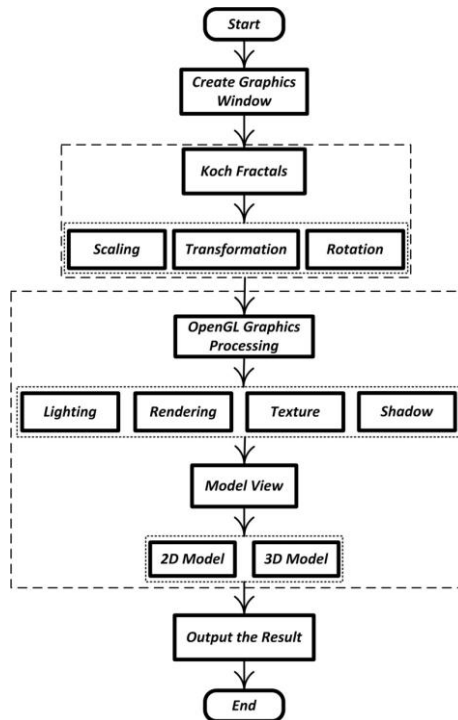 Start
Create Graphics
Window
Koch Fractals
Scaling
Transformation
Rotation
OpenGL Graphics
Processing
Lighting
Rendering
Texture
Shadow
Model View
2D Model
3D Model
Output the Result
End